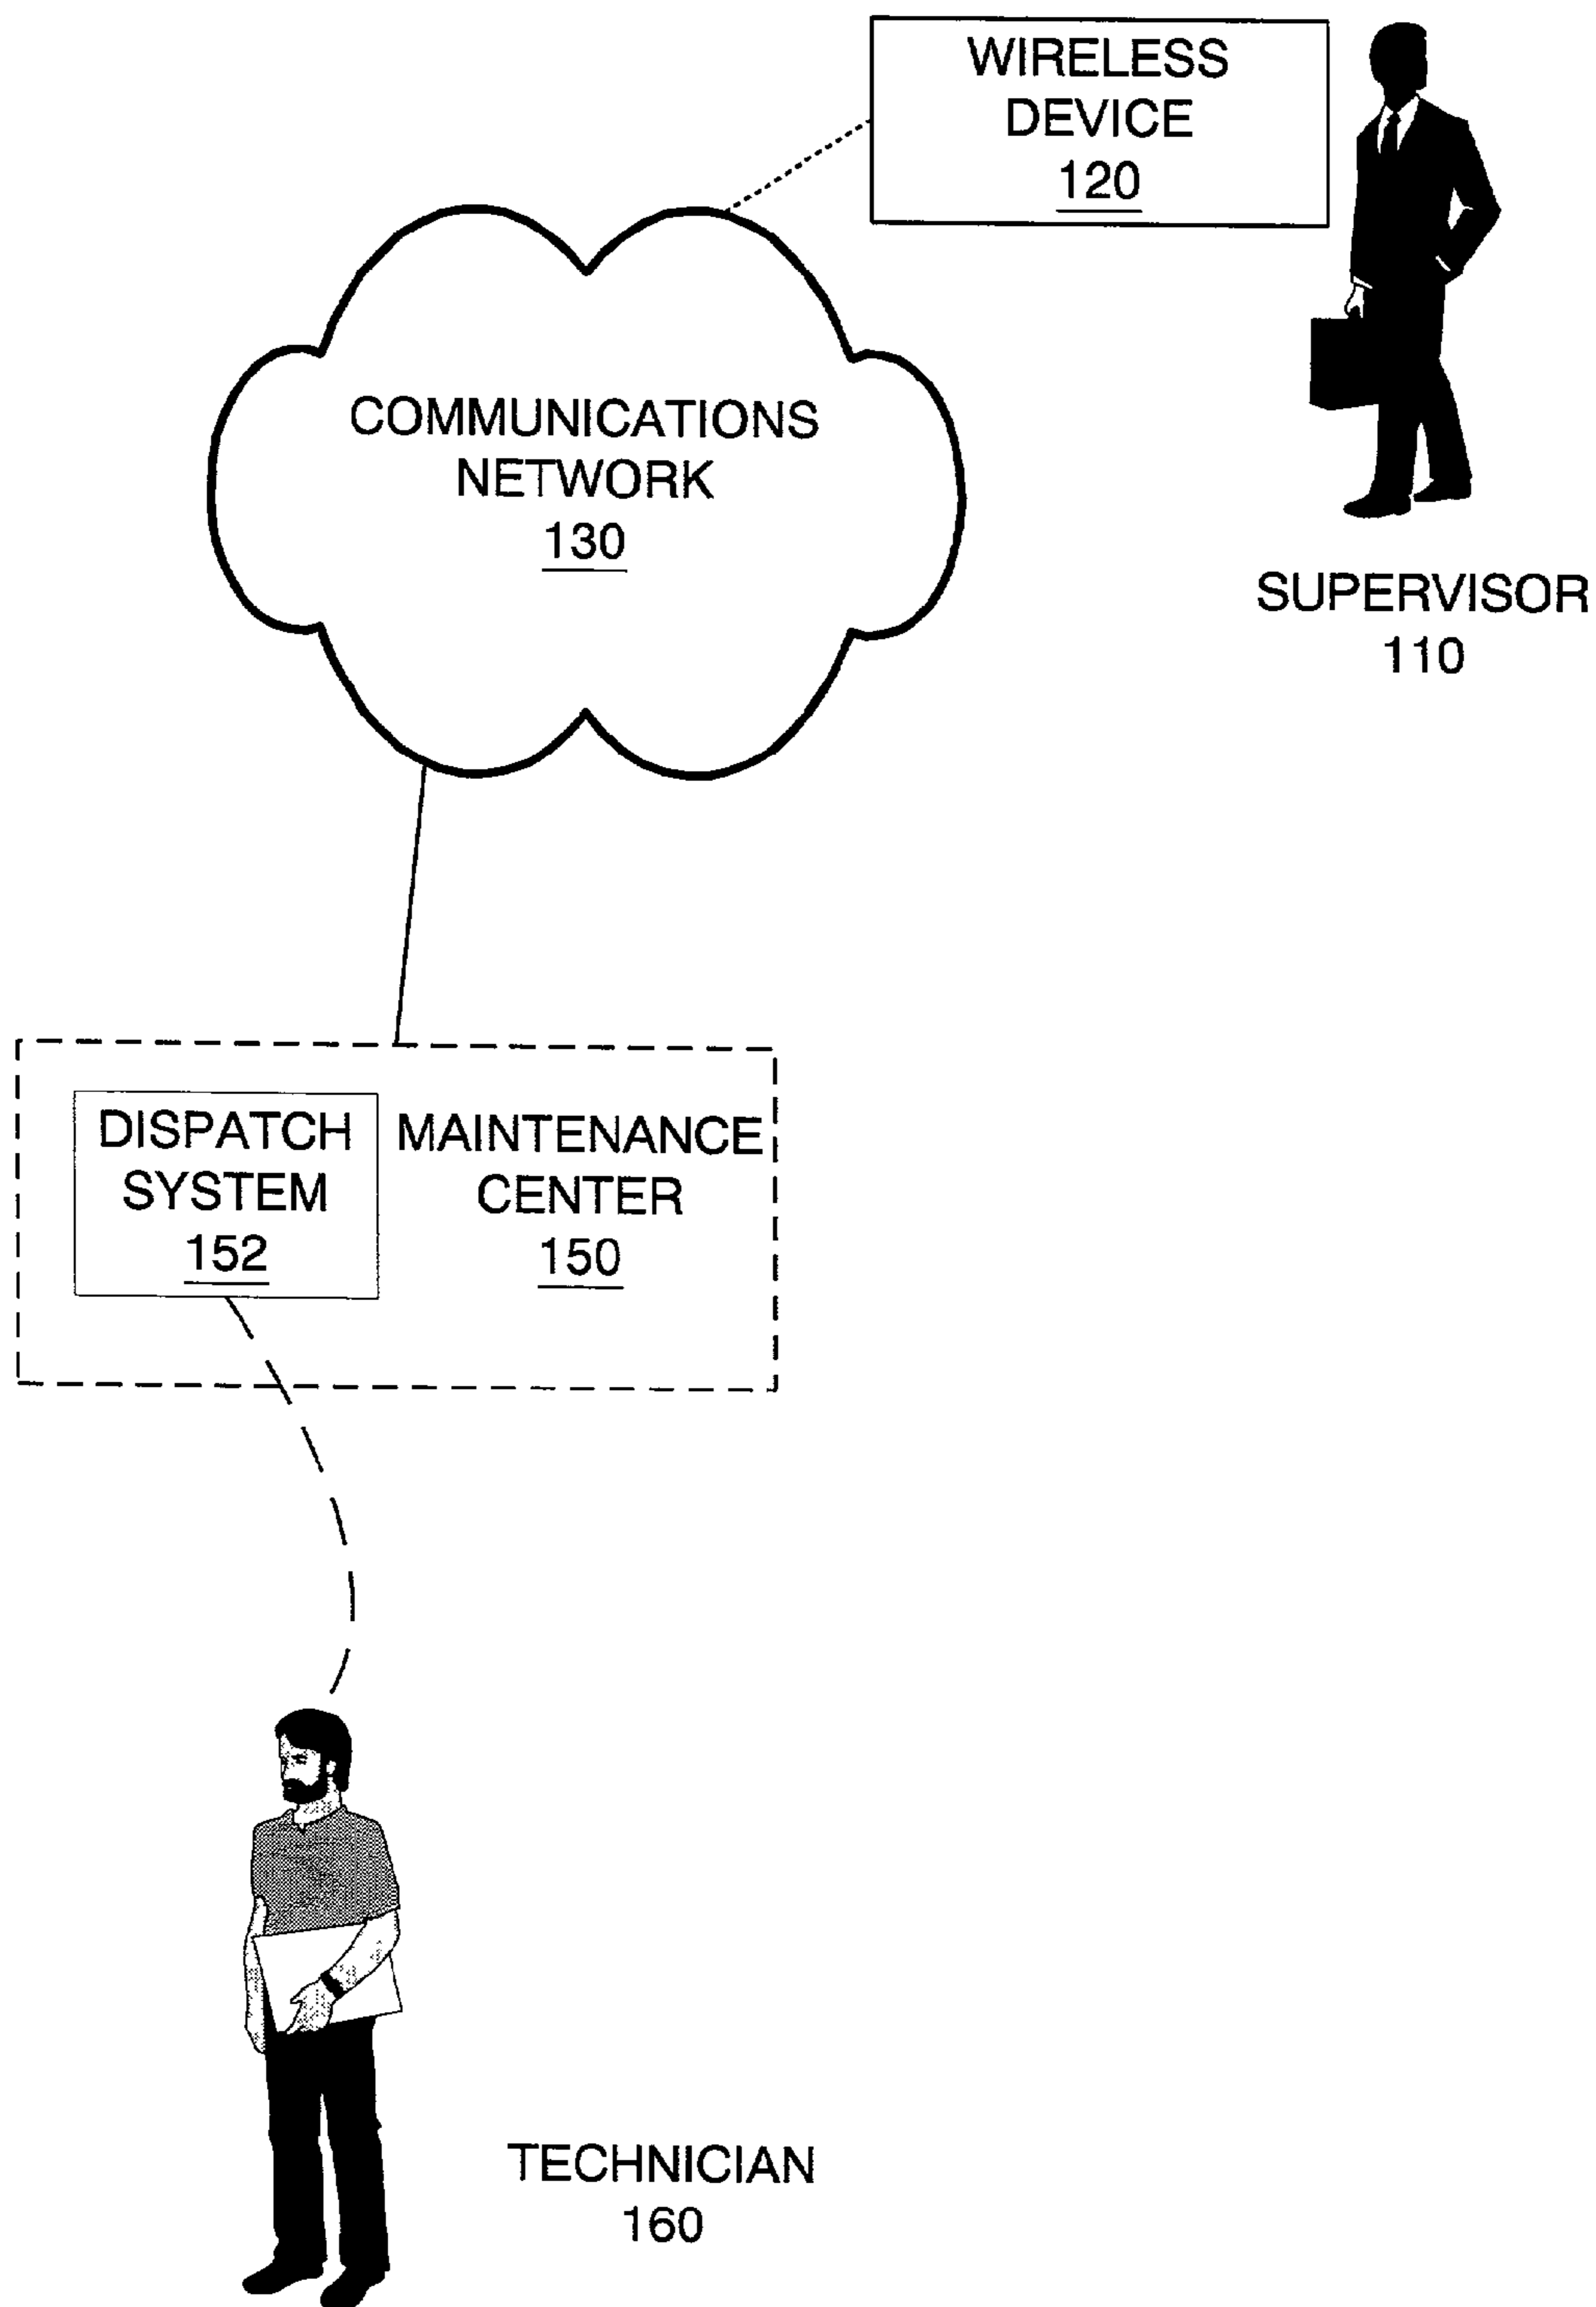 WIRELESS
DEVICE
120
COMMUNICATIONS
NETWORK
130
SUPERVISOR
110
DISPATCH
SYSTEM
152
MAINTENANCE
CENTER
150
TECHNICIAN
160